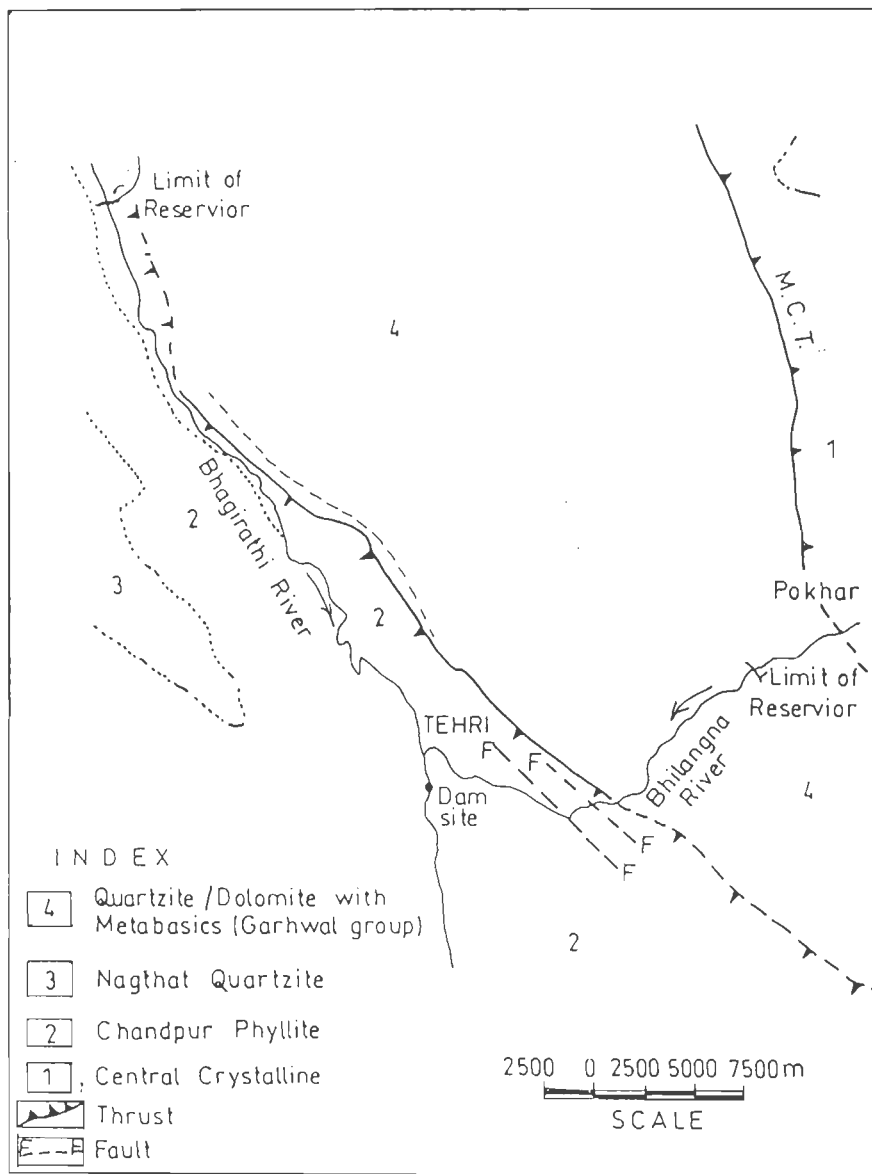 Limit of
Reservior
4
M.C.T.
1
2
Bhagirathi River
3
Pokhar
2
Limit of
Reservior
TEHRI
F
F
Bhilangna
River
4
Dam
site
F
F
2
INDEX
4 Quartzite/Dolomite with
Metabasics (Garhwal group)
3 Nagthat Quartzite
2 Chandpur Phyllite
1 Central Crystalline
Thrust
F F Fault
2500 0 2500 5000 7500m
SCALE